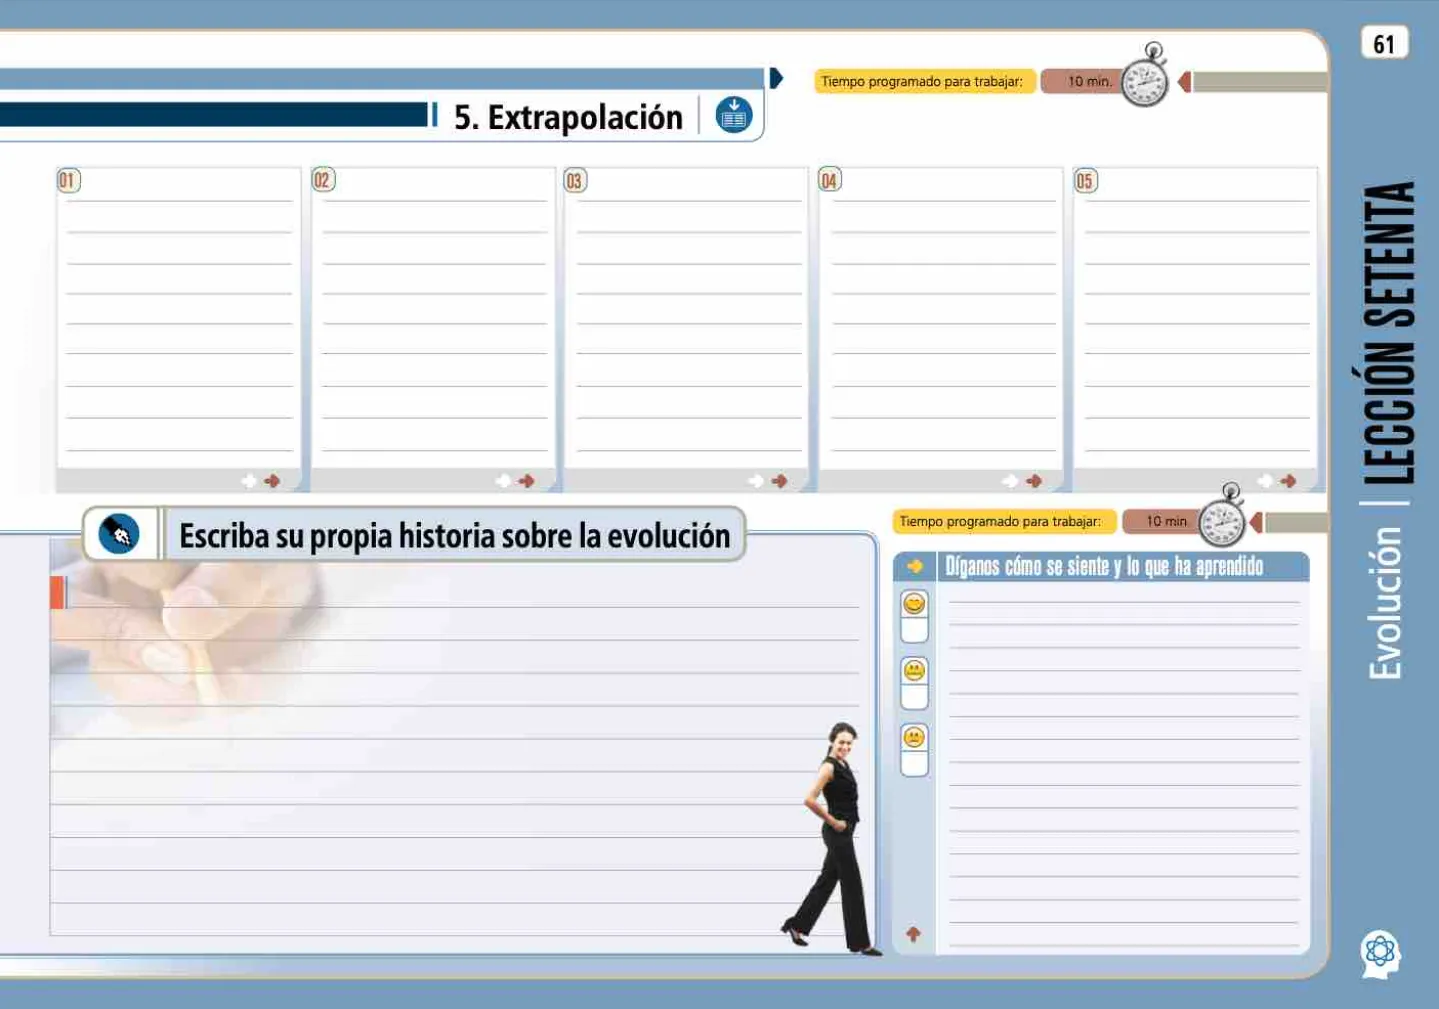 61
Tiempo programado para trabajar: 10 min.
5. Extrapolación
01
02
03
04
05
Escriba su propia historia sobre la evolución
Tiempo programado para trabajar: 10 min.
Díganos cómo se siente y lo que ha aprendido
Evolución | LECCIÓN SETENTA